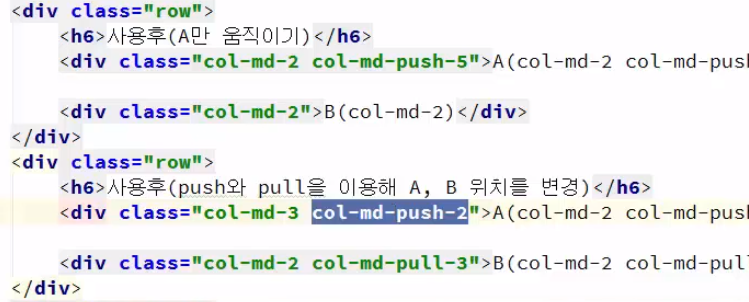 <div class="row">
<h6>사용후(A만 움직이기)</h6>
<div class="col-md-2 col-md-push-5">A(col-md-2 col-md-push
<div class="col-md-2">B(col-md-2)</div>
</div>
<div class="row">
<h6>사용후(push와 pull을 이용해 A, B 위치를 변경)</h6>
<div class="col-md-3 col-md-push-2">A(col-md-2 col-md-push
<div class="col-md-2 col-md-pull-3">B(col-md-2 col-md-pull
</div>